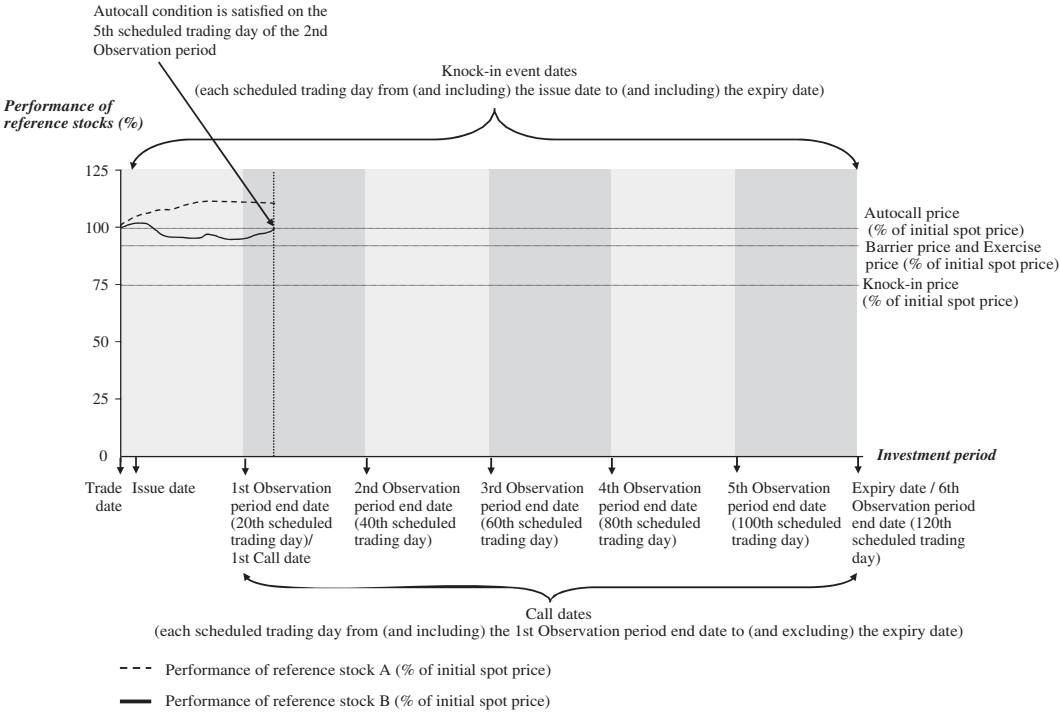 Autocall condition is satisfied on the
5th scheduled trading day of the 2nd
Observation period
Knock-in event dates
(each scheduled trading day from (and including) the issue date to (and including) the expiry date)
Performance of
reference stocks (%)
125
100
75
50
25
0
Autocall price
(% of initial spot price)
Barrier price and Exercise
price (% of initial spot price)
Knock-in price
(% of initial spot price)
Investment period
Trade
date
Issue date
1st Observation
period end date
(20th scheduled
trading day)/
1st Call date
2nd Observation
period end date
(40th scheduled
trading day)
3rd Observation
period end date
(60th scheduled
trading day)
4th Observation
period end date
(80th scheduled
trading day)
5th Observation
period end date
(100th scheduled
trading day)
Expiry date / 6th
Observation period
end date (120th
scheduled trading
day)
Call dates
(each scheduled trading day from (and including) the 1st Observation period end date to (and excluding) the expiry date)
Performance of reference stock A (% of initial spot price)
Performance of reference stock B (% of initial spot price)